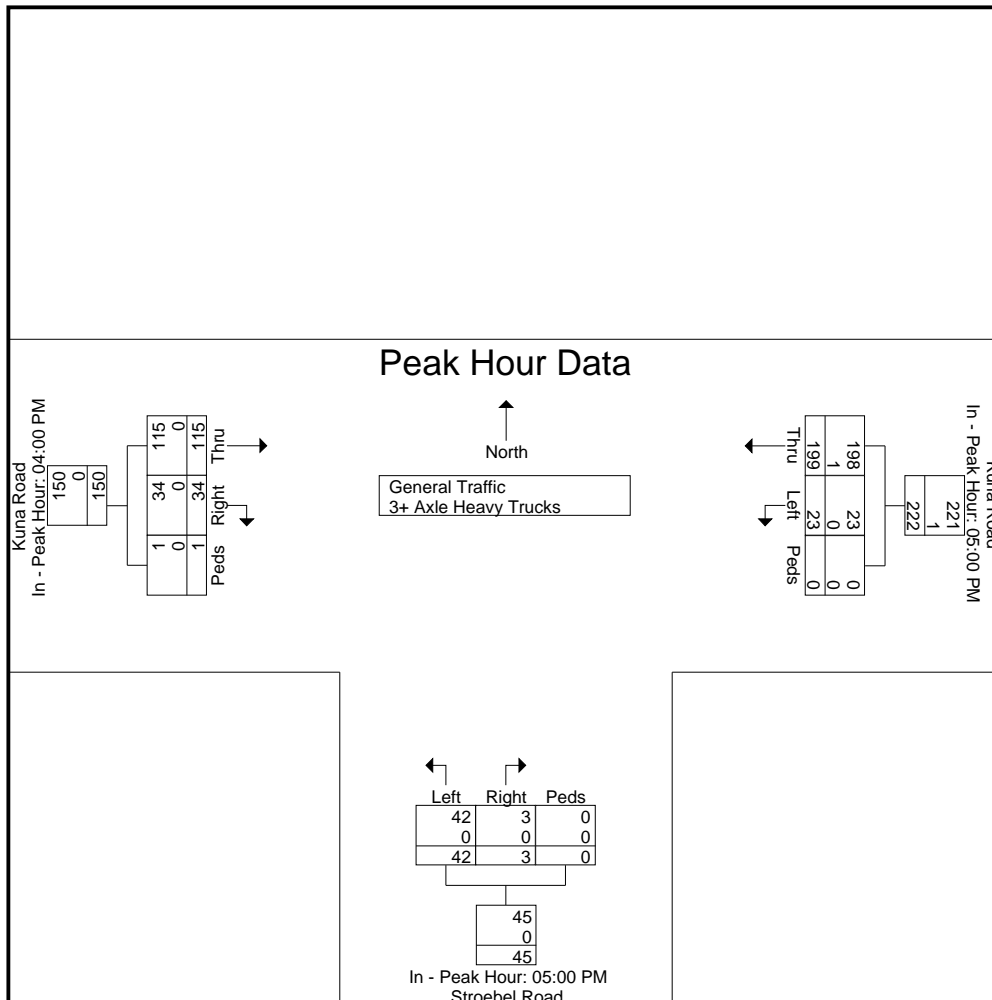 Peak Hour Data
North
General Traffic
3+ Axle Heavy Trucks
Kuna Road
In - Peak Hour: 04:00 PM
150
0
150
115 0 115 Thru
34 0 34 Right
1 0 1 Peds
Kuna Road
In - Peak Hour: 05:00 PM
221
1
222
Thru 199 1 198
Left 23 0 23
Peds 0 0 0
Left Right Peds
42 3 0
0 0 0
42 3 0
45
0
45
In - Peak Hour: 05:00 PM
Stroebel Road